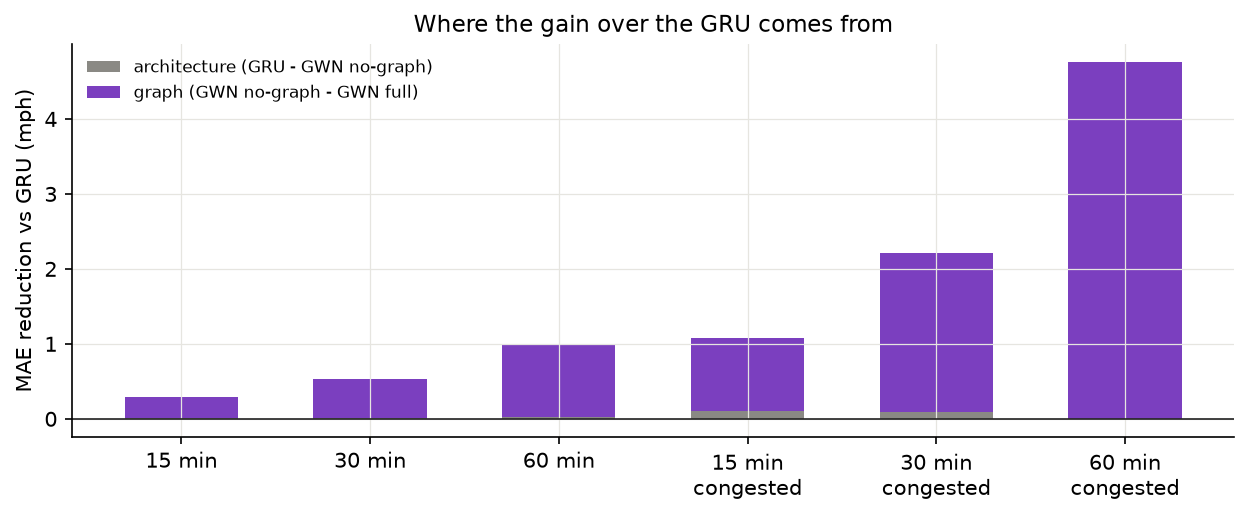 Where the gain over the GRU comes from
architecture (GRU - GWN no-graph)
graph (GWN no-graph - GWN full)
MAE reduction vs GRU (mph)
4
3
2
1
0
15 min
30 min
60 min
15 min
congested
30 min
congested
60 min
congested